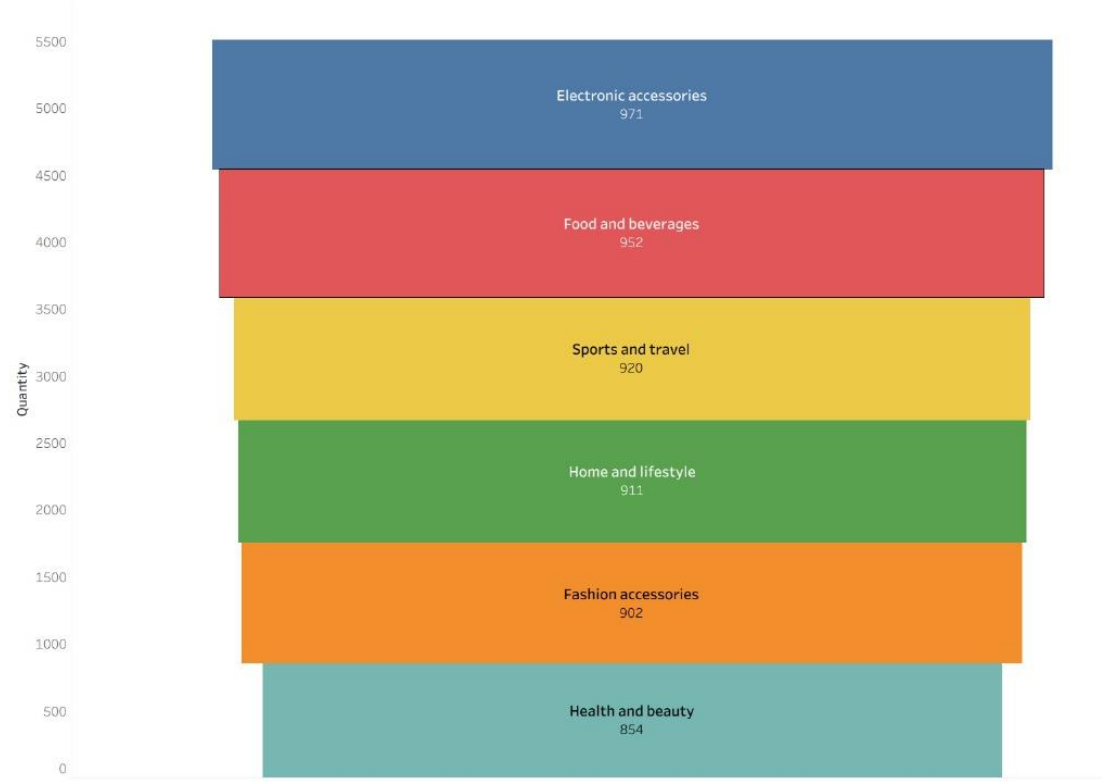 5500
Electronic accessories
971
5000
4500
Food and beverages
952
4000
3500
Sports and travel
920
3000
Quantity
2500
Home and lifestyle
911
2000
1500
Fashion accessories
902
1000
500
Health and beauty
854
0